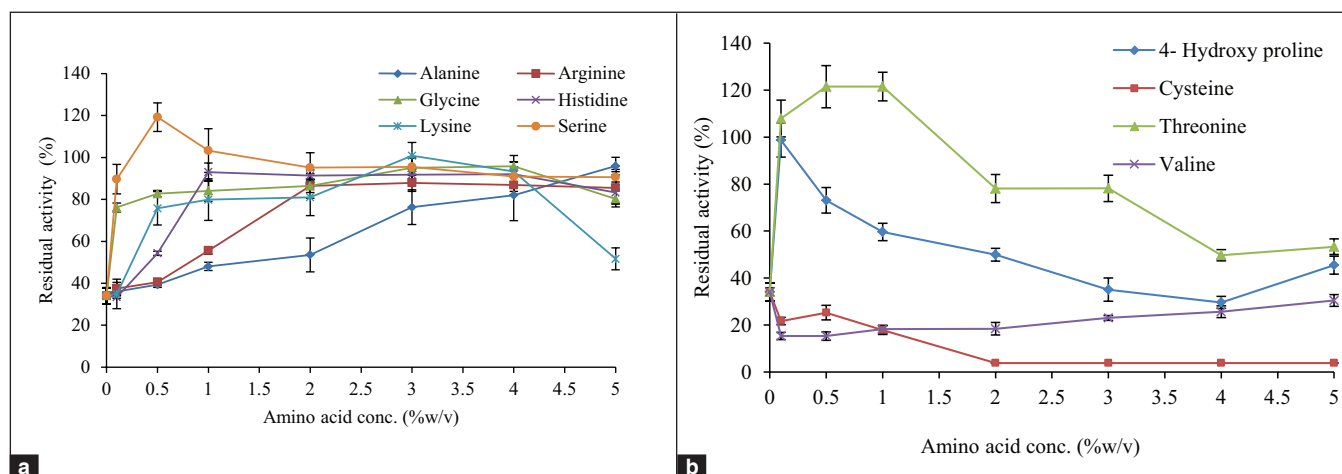 140
120
100
80
60
40
20
0
Residual activity (%)
Alanine
Arginine
Glycine
Histidine
Lysine
Serine
0 0.5 1 1.5 2 2.5 3 3.5 4 4.5 5
Amino acid conc. (%w/v)
a
140
120
100
80
60
40
20
0
Residual activity (%)
4- Hydroxy proline
Cysteine
Threonine
Valine
0 0.5 1 1.5 2 2.5 3 3.5 4 4.5 5
Amino acid conc. (%w/v)
b